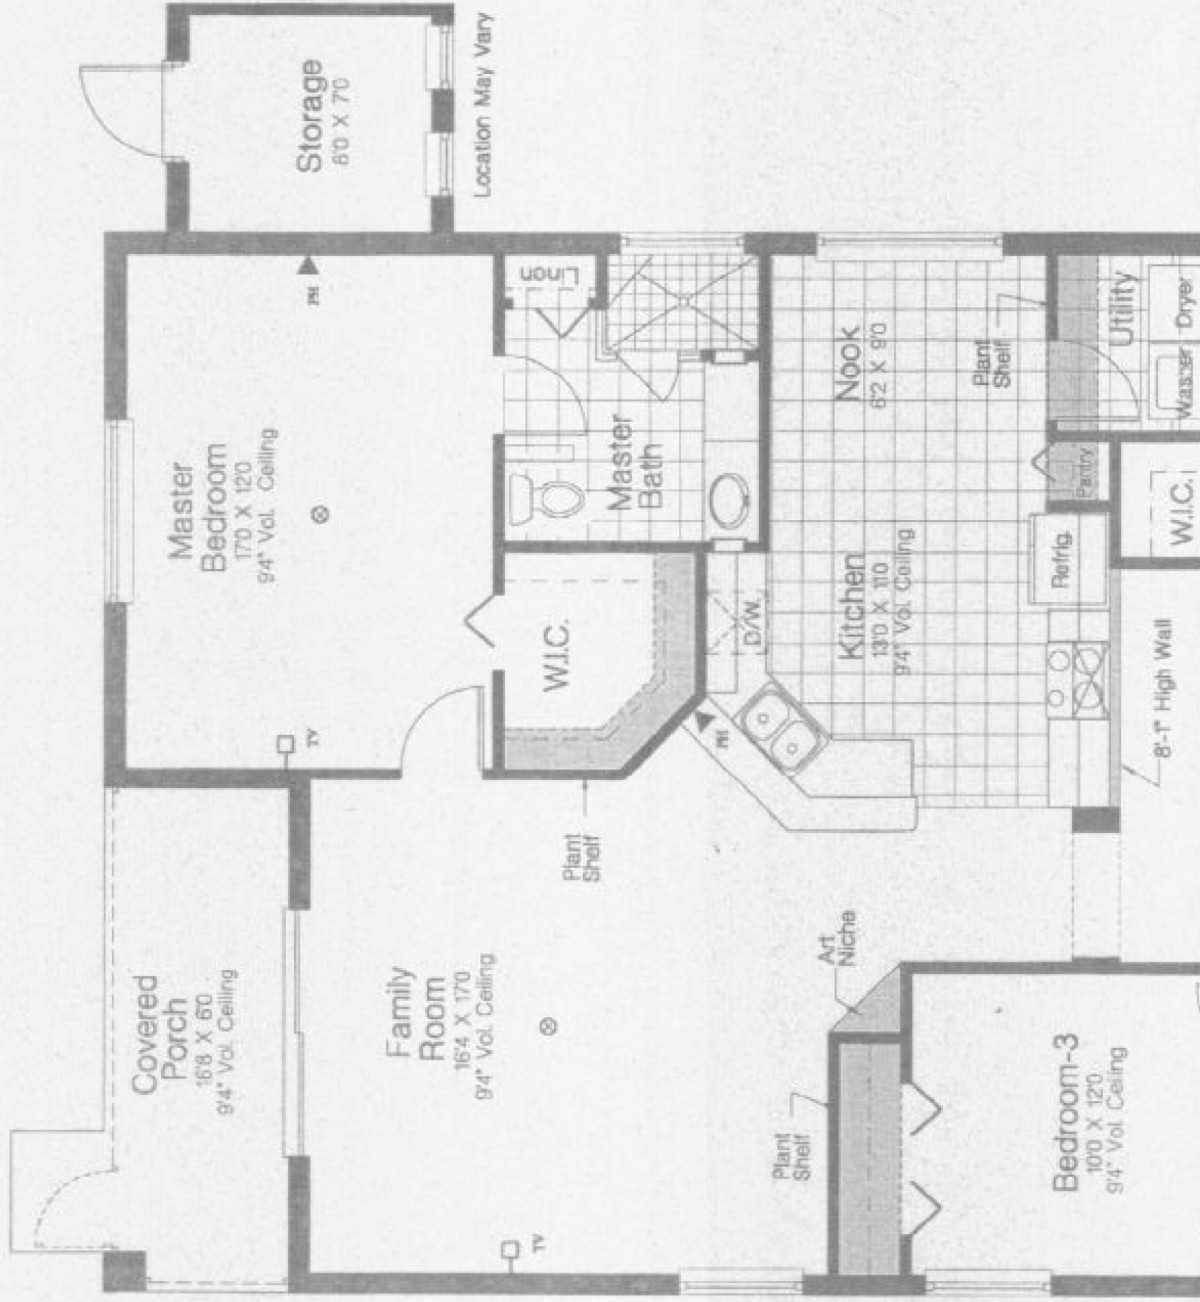 Storage
8'0 X 7'0
Location May Vary
Master
Bedroom
17'0 X 12'0
9'4" Vol. Ceiling
PH
TV
Linen
Master
Bath
W.I.C.
Nook
6'2 X 9'0
Plant
Shelf
Utility
Washer
Dryer
Pantry
W.I.C.
Kitchen
13'0 X 11'0
9'4" Vol. Ceiling
D/W
Refrig.
PH
8'-1" High Wall
Plant
Shelf
Covered
Porch
16'8 X 6'0
9'4" Vol. Ceiling
Family
Room
16'4 X 17'0
9'4" Vol. Ceiling
TV
Art
Niche
Plant
Shelf
Bedroom-3
10'0 X 12'0
9'4" Vol. Ceiling